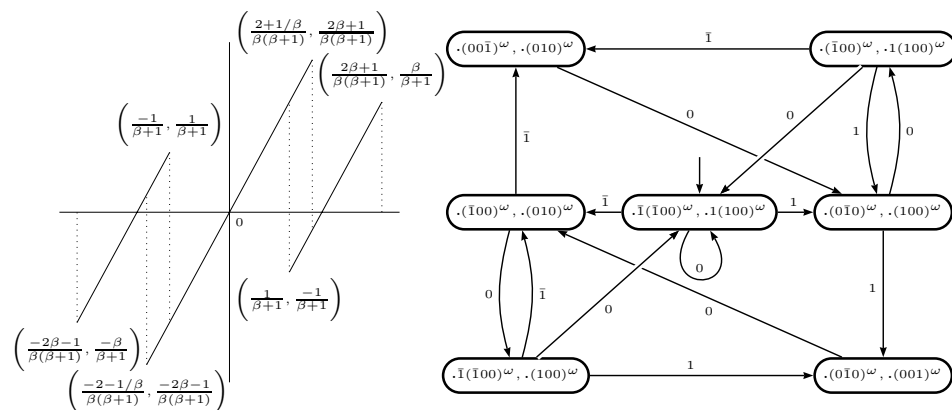 (2+1/β / β(β+1), 2β+1 / β(β+1))
(2β+1 / β(β+1), β / β+1)
(−1 / β+1, 1 / β+1)
0
(1 / β+1, −1 / β+1)
(−2β−1 / β(β+1), −β / β+1)
(−2−1/β / β(β+1), −2β−1 / β(β+1))
.(001̄)^ω, .(010)^ω
1̄
.(1̄00)^ω, .1(100)^ω
0
0
1
0
1̄
.(1̄00)^ω, .(010)^ω
1̄
.1̄(1̄00)^ω, .1(100)^ω
1
.(01̄0)^ω, .(100)^ω
0
0
1̄
0
0
1
.1̄(1̄00)^ω, .(100)^ω
1
.(01̄0)^ω, .(001)^ω